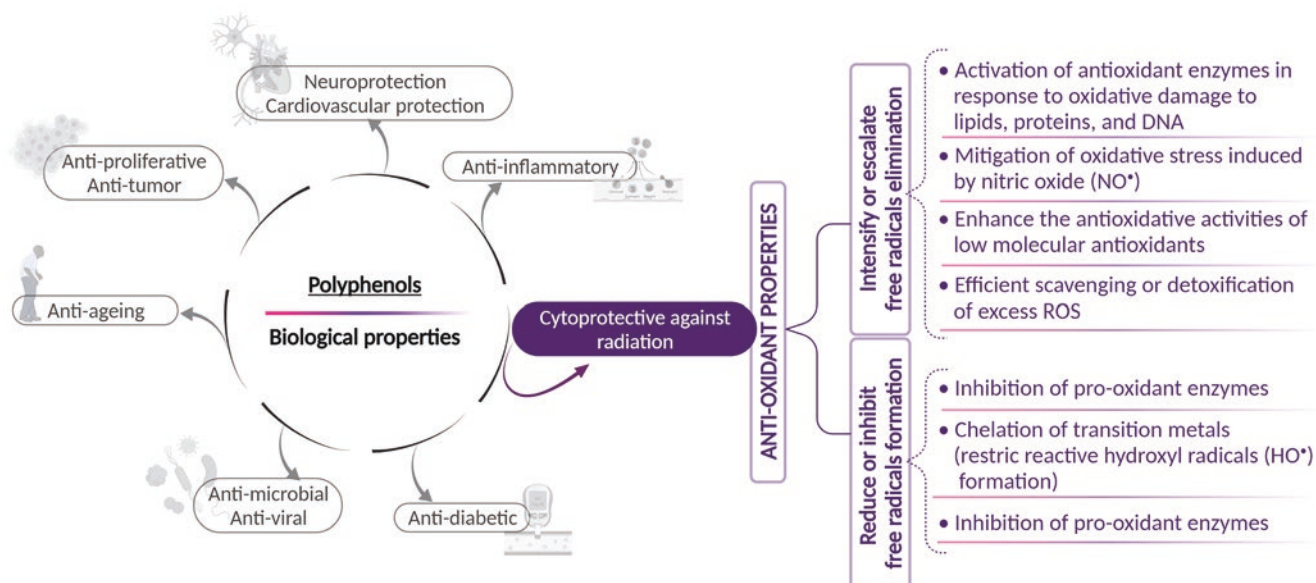 Neuroprotection
Cardiovascular protection
Anti-proliferative
Anti-tumor
Anti-inflammatory
Anti-ageing
Polyphenols
Biological properties
Cytoprotective against
radiation
Anti-microbial
Anti-viral
Anti-diabetic
ANTI-OXIDANT PROPERTIES
Intensify or escalate
free radicals elimination
• Activation of antioxidant enzymes in
response to oxidative damage to
lipids, proteins, and DNA
• Mitigation of oxidative stress induced
by nitric oxide (NO•)
• Enhance the antioxidative activities of
low molecular antioxidants
• Efficient scavenging or detoxification
of excess ROS
Reduce or inhibit
free radicals formation
• Inhibition of pro-oxidant enzymes
• Chelation of transition metals
(restric reactive hydroxyl radicals (HO•)
formation)
• Inhibition of pro-oxidant enzymes